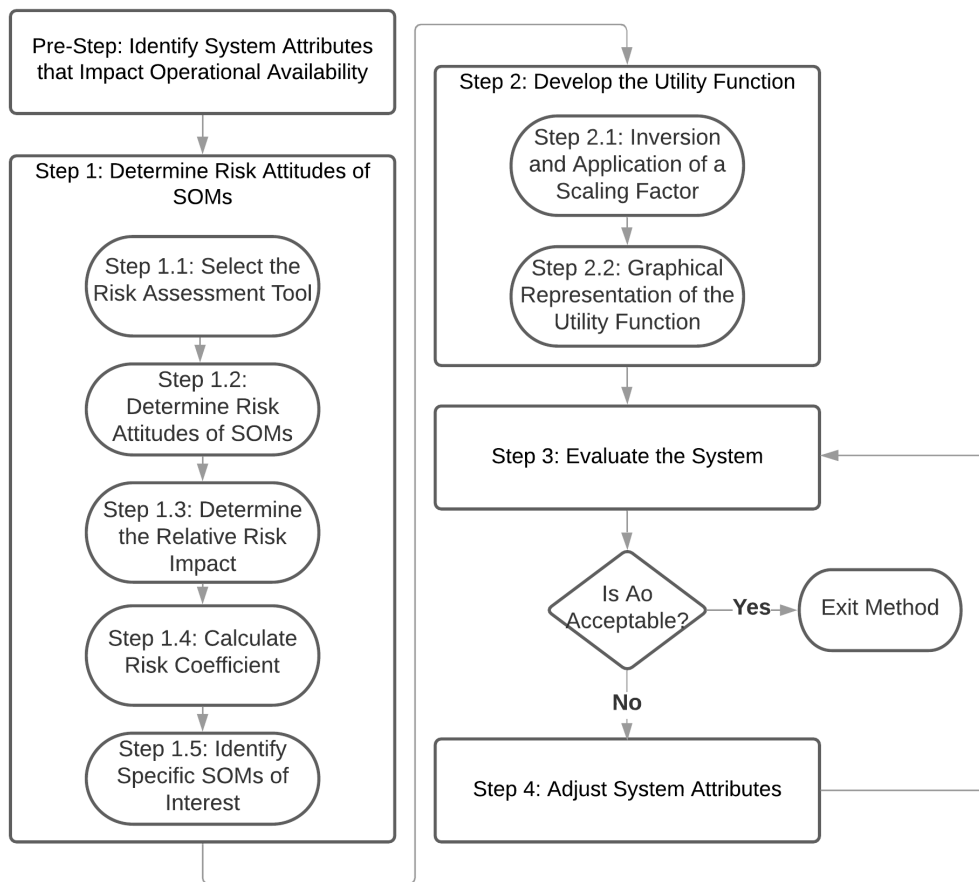 Pre-Step: Identify System Attributes
that Impact Operational Availability
Step 1: Determine Risk Attitudes of
SOMs
Step 1.1: Select the
Risk Assessment Tool
Step 1.2:
Determine Risk
Attitudes of SOMs
Step 1.3: Determine
the Relative Risk
Impact
Step 1.4: Calculate
Risk Coefficient
Step 1.5: Identify
Specific SOMs of
Interest
Step 2: Develop the Utility Function
Step 2.1: Inversion
and Application of a
Scaling Factor
Step 2.2: Graphical
Representation of the
Utility Function
Step 3: Evaluate the System
Is Ao
Acceptable?
Yes
Exit Method
No
Step 4: Adjust System Attributes